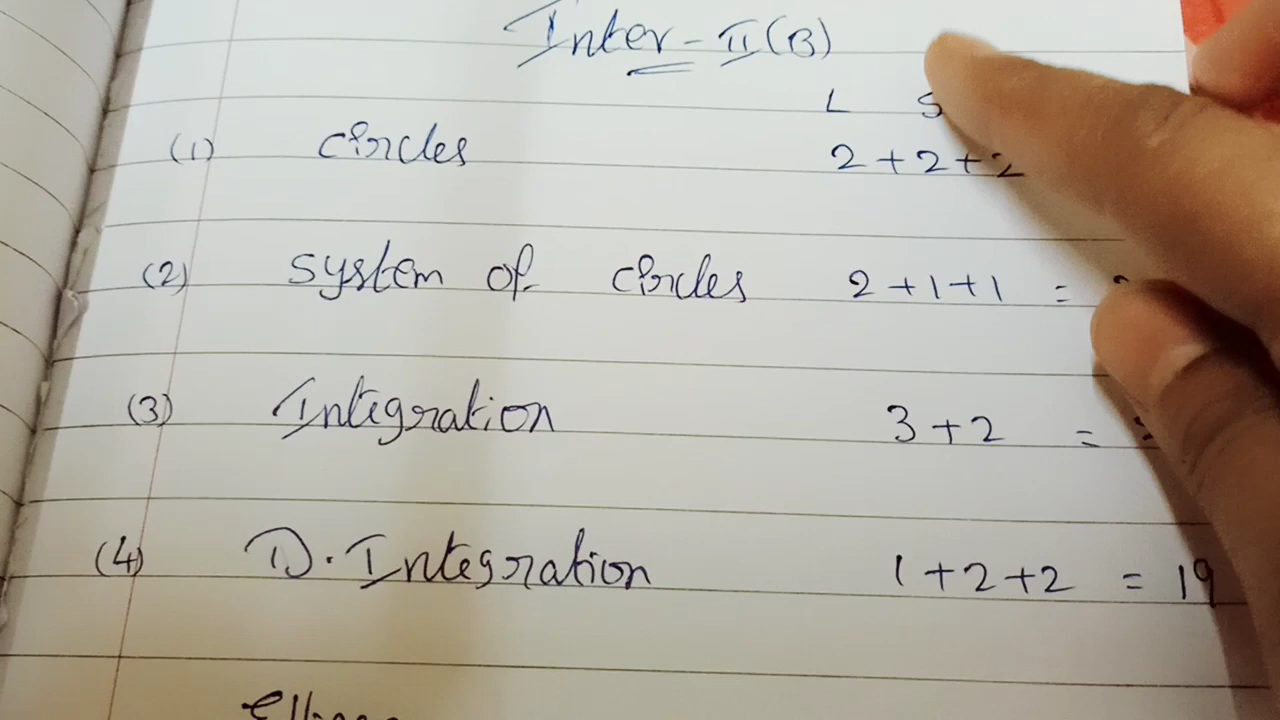 Inter - II(B)
L S
(1) Circles 2 + 2 + 2
(2) System of Circles 2 + 1 + 1 =
(3) Integration 3 + 2 =
(4) D. Integration 1 + 2 + 2 = 19